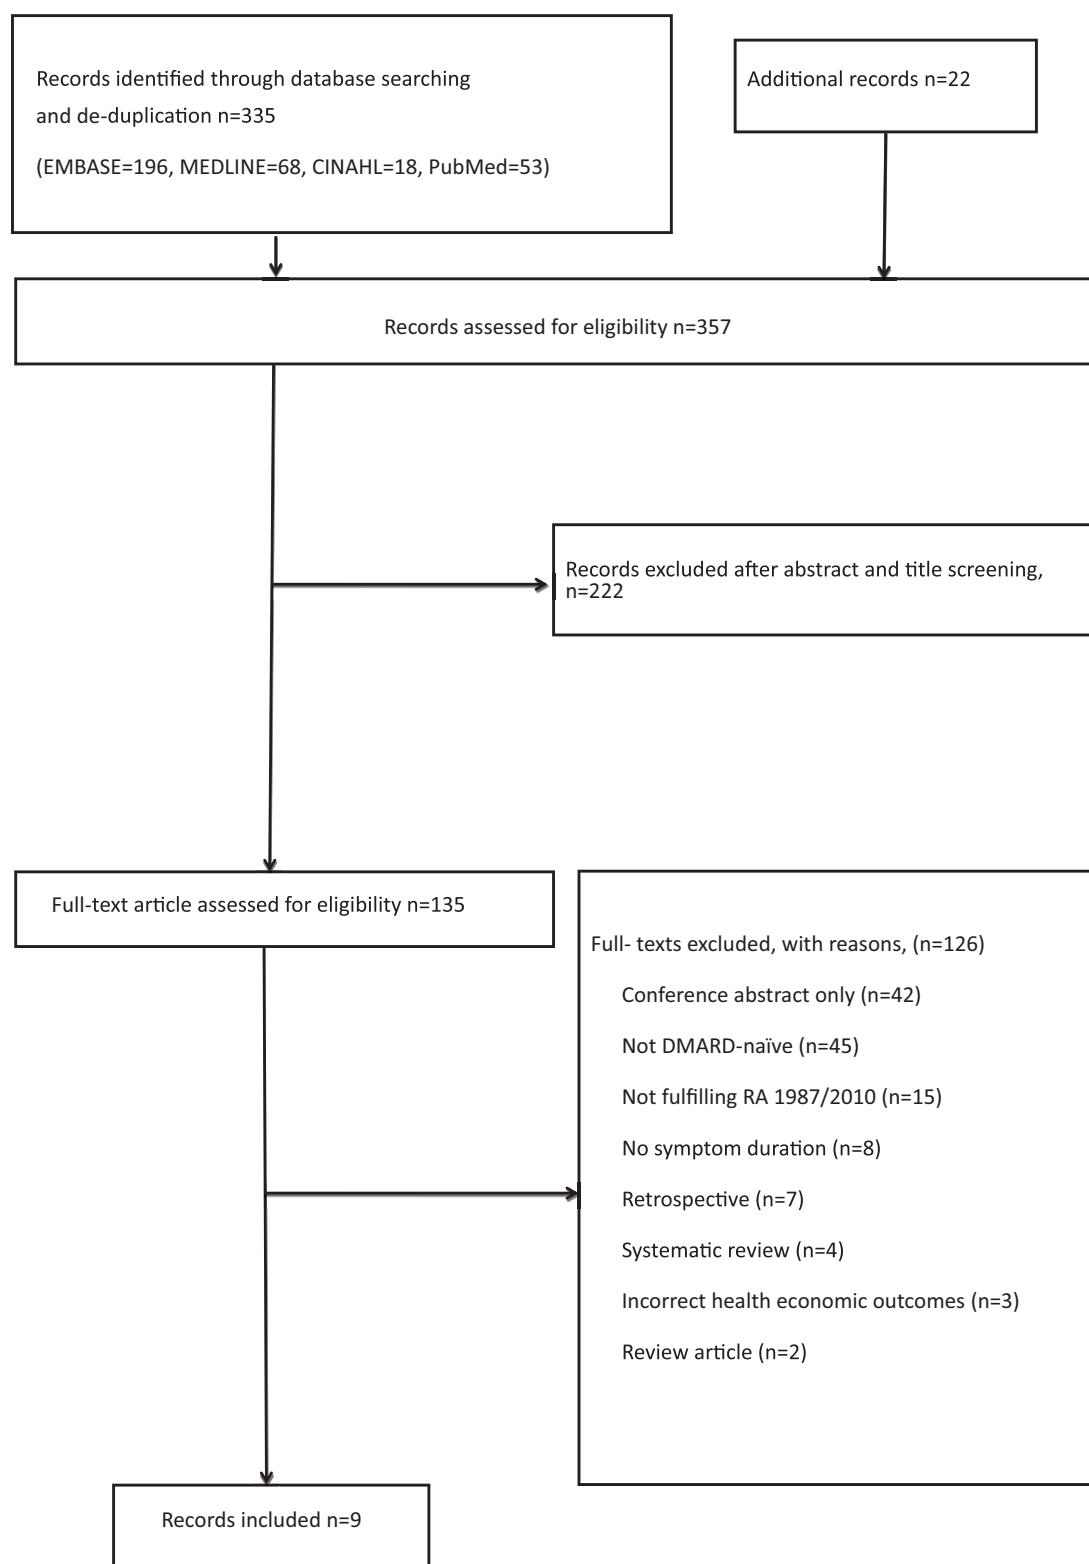 Records identified through database searching
and de-duplication n=335
(EMBASE=196, MEDLINE=68, CINAHL=18, PubMed=53)
Additional records n=22
Records assessed for eligibility n=357
Records excluded after abstract and title screening,
n=222
Full-text article assessed for eligibility n=135
Full- texts excluded, with reasons, (n=126)
Conference abstract only (n=42)
Not DMARD-naïve (n=45)
Not fulfilling RA 1987/2010 (n=15)
No symptom duration (n=8)
Retrospective (n=7)
Systematic review (n=4)
Incorrect health economic outcomes (n=3)
Review article (n=2)
Records included n=9